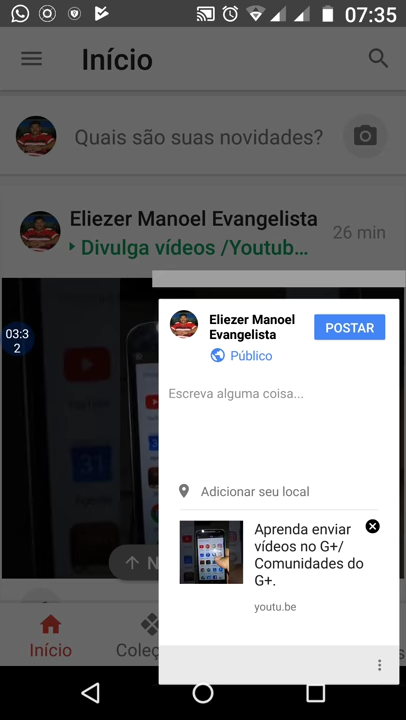 07:35
Início
Quais são suas novidades?
Eliezer Manoel Evangelista
26 min
Divulga vídeos /Youtub...
03:3
2
Eliezer Manoel
Evangelista
POSTAR
Público
Escreva alguma coisa...
Adicionar seu local
Aprenda enviar
vídeos no G+/
Comunidades do
G+.
youtu.be
31
N
Início
Coleç
s